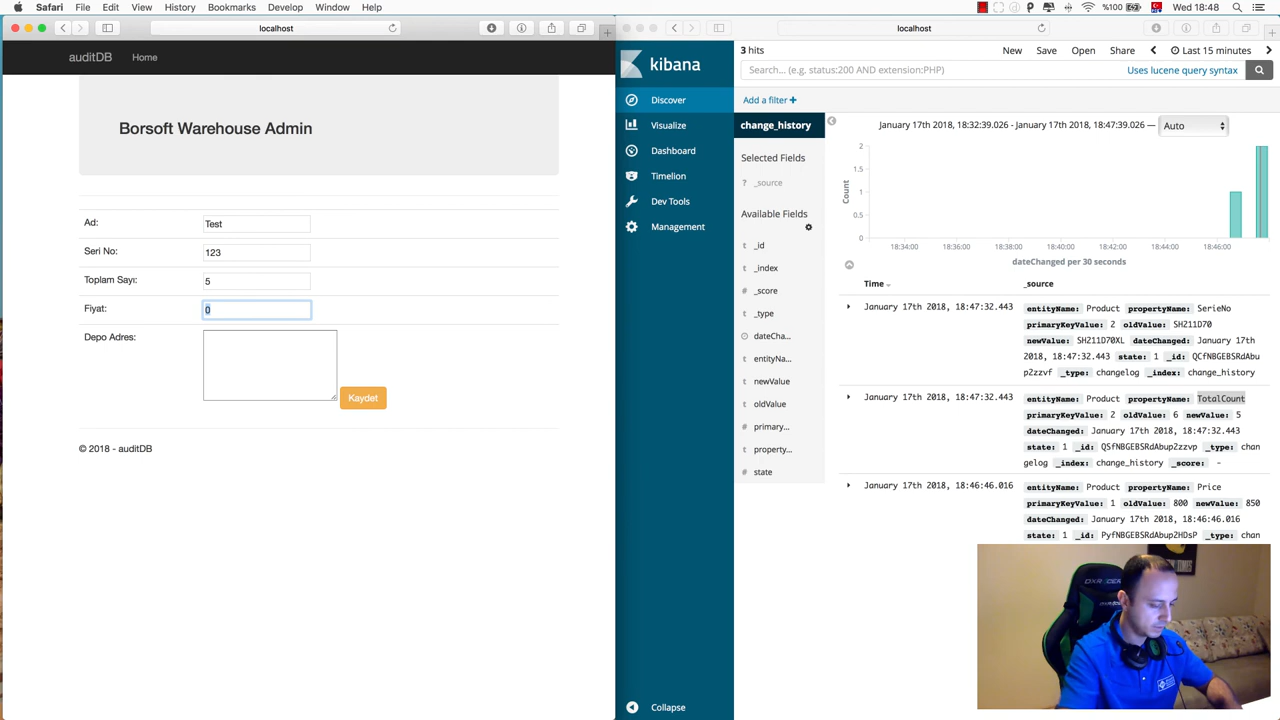 Safari File Edit View History Bookmarks Develop Window Help
%100 Wed 18:48
localhost
auditDB Home
Borsoft Warehouse Admin
Ad: Test
Seri No: 123
Toplam Sayı: 5
Fiyat: 0
Depo Adres:
Kaydet
© 2018 - auditDB
localhost
kibana
Discover
Visualize
Dashboard
Timelion
Dev Tools
Management
Collapse
3 hits
New Save Open Share Last 15 minutes
Search... (e.g. status:200 AND extension:PHP) Uses lucene query syntax
Add a filter +
change_history
Selected Fields
? _source
Available Fields
t _id
t _index
# _score
t _type
dateCha...
t entityNa...
t newValue
t oldValue
# primary...
t property...
# state
January 17th 2018, 18:32:39.026 - January 17th 2018, 18:47:39.026 — Auto
Count
2
1.5
1
0.5
0
18:34:00 18:36:00 18:38:00 18:40:00 18:42:00 18:44:00 18:46:00
dateChanged per 30 seconds
Time _source
January 17th 2018, 18:47:32.443 entityName: Product propertyName: SerieNo
primaryKeyValue: 2 oldValue: SH211D70
newValue: SH211D70XL dateChanged: January 17th
2018, 18:47:32.443 state: 1 _id: QCfNBGEBSRdAbu
p2zzvf _type: changelog _index: change_history
January 17th 2018, 18:47:32.443 entityName: Product propertyName: TotalCount
primaryKeyValue: 2 oldValue: 6 newValue: 5
dateChanged: January 17th 2018, 18:47:32.443
state: 1 _id: QSfNBGEBSRdAbup2zzvp _type: chan
gelog _index: change_history _score: -
January 17th 2018, 18:46:46.016 entityName: Product propertyName: Price
primaryKeyValue: 1 oldValue: 800 newValue: 850
dateChanged: January 17th 2018, 18:46:46.016
state: 1 _id: PyfNBGEBSRdAbup2HDsP _type: chan
DXRACER